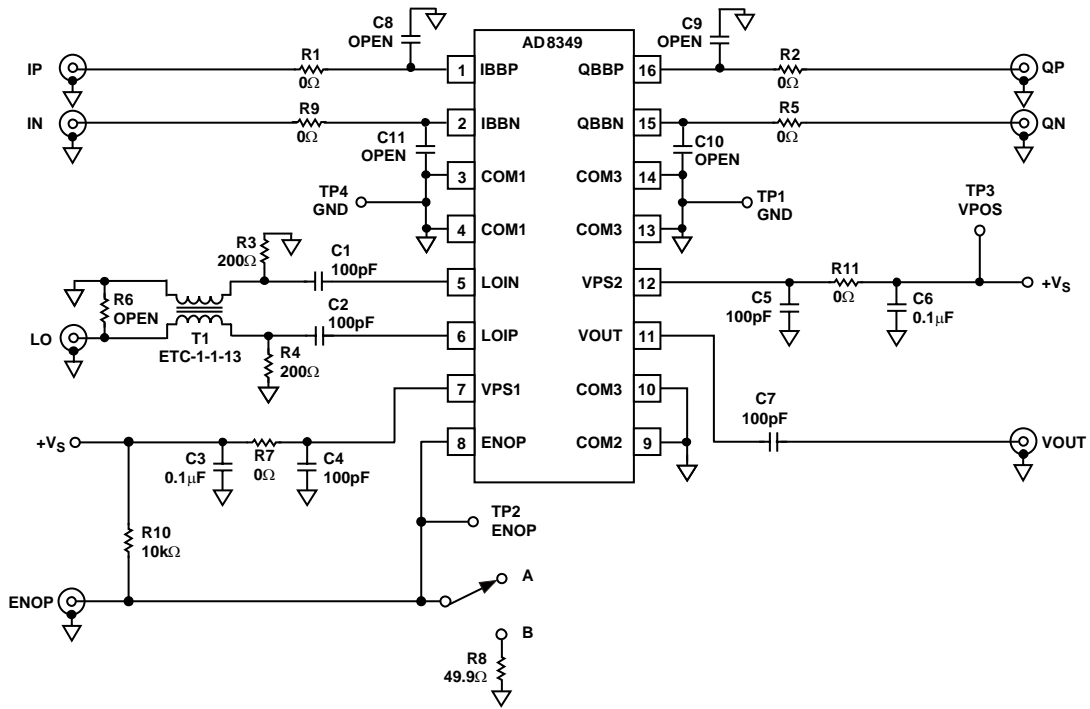 C8
OPEN
C9
OPEN
AD8349
IP
R1
0Ω
1
IBBP
QBBP
16
R2
0Ω
QP
IN
R9
0Ω
2
IBBN
QBBN
15
R5
0Ω
QN
C11
OPEN
C10
OPEN
3
COM1
COM3
14
TP4
GND
TP1
GND
TP3
VPOS
4
COM1
COM3
13
R3
200Ω
C1
100pF
5
LOIN
VPS2
12
R11
0Ω
+VS
C5
100pF
C6
0.1μF
R6
OPEN
C2
100pF
LO
T1
ETC-1-1-13
6
LOIP
VOUT
11
R4
200Ω
7
VPS1
COM3
10
C7
100pF
+VS
C3
0.1μF
R7
0Ω
C4
100pF
8
ENOP
COM2
9
VOUT
TP2
ENOP
R10
10kΩ
A
ENOP
B
R8
49.9Ω